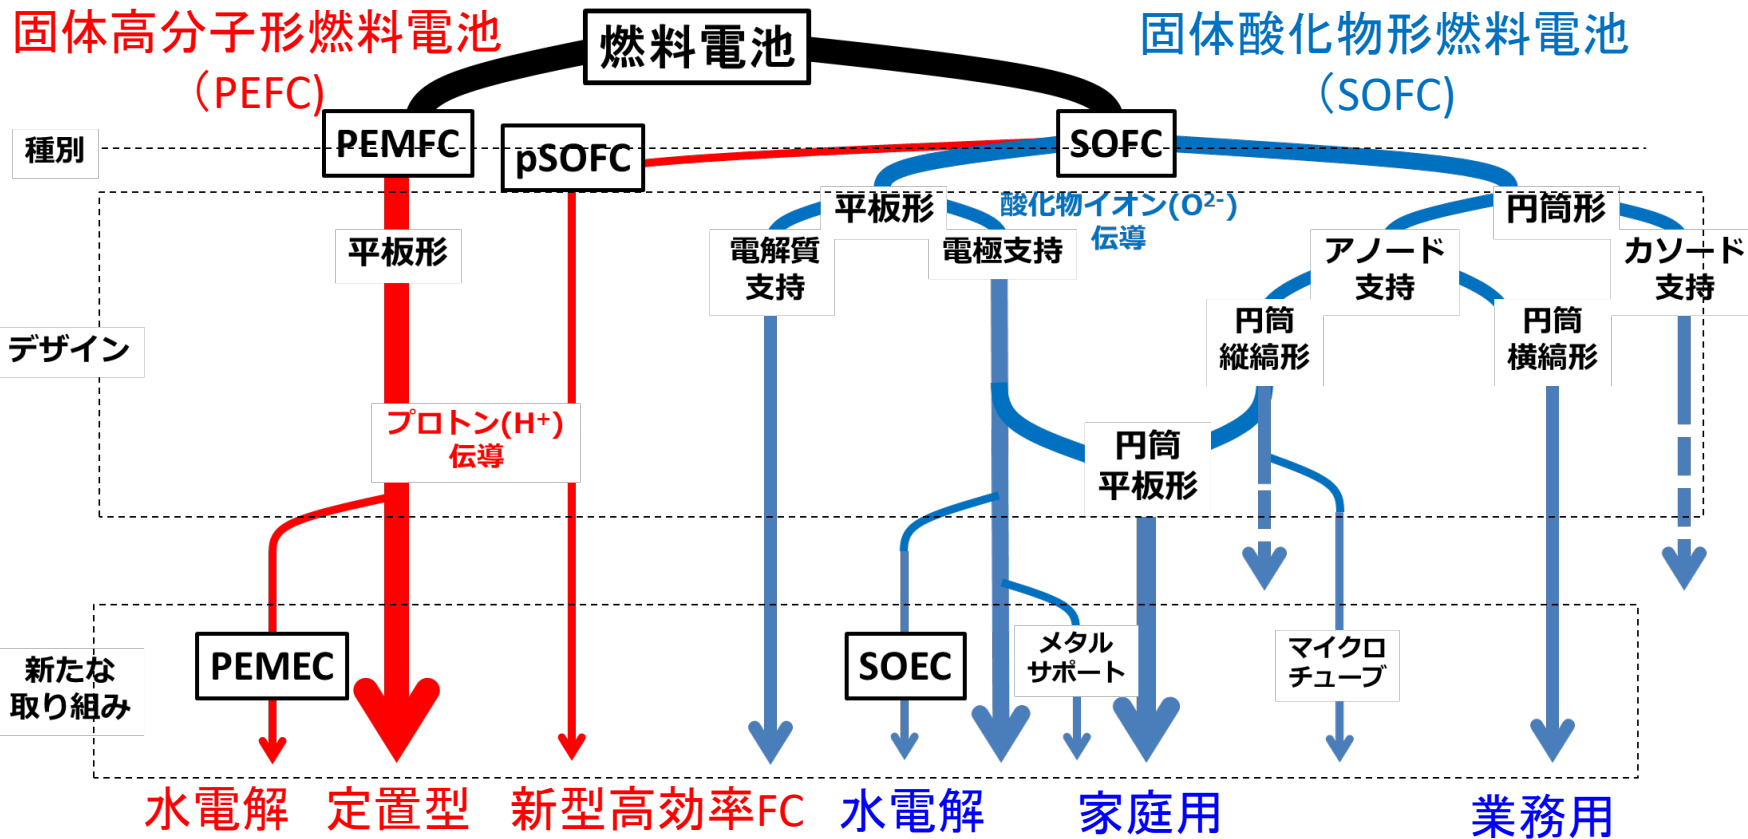 固体高分子形燃料電池
（PEFC)
燃料電池
固体酸化物形燃料電池
（SOFC)
種別
PEMFC
pSOFC
SOFC
平板形
酸化物イオン(O²⁻)
伝導
円筒形
平板形
電解質
支持
電極支持
アノード
支持
カソード
支持
デザイン
円筒
縦縞形
円筒
横縞形
プロトン(H⁺)
伝導
円筒
平板形
新たな
取り組み
PEMEC
SOEC
メタル
サポート
マイクロ
チューブ
水電解
定置型
新型高効率FC
水電解
家庭用
業務用